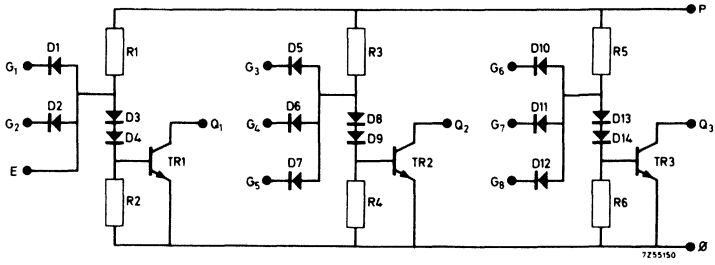 P
D1 R1 D5 R3 D10 R5
G1 G3 G6
D2 D6 D11
D3 D8 D13
G2 Q1 G4 Q2 G7 Q3
D4 D9 D14
D7 D12
E TR1 TR2 TR3
G5 G8
R2 R4 R6
Ø
7Z55150